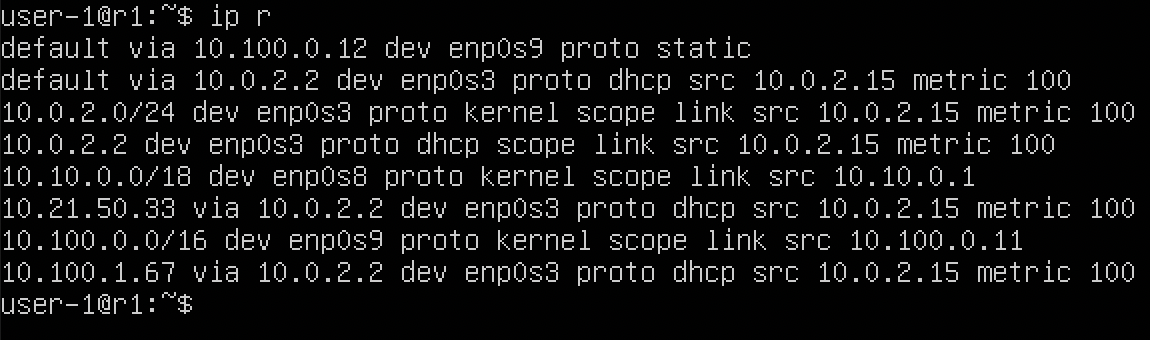 user-1@r1:~$ ip r
default via 10.100.0.12 dev enp0s9 proto static
default via 10.0.2.2 dev enp0s3 proto dhcp src 10.0.2.15 metric 100
10.0.2.0/24 dev enp0s3 proto kernel scope link src 10.0.2.15 metric 100
10.0.2.2 dev enp0s3 proto dhcp scope link src 10.0.2.15 metric 100
10.10.0.0/18 dev enp0s8 proto kernel scope link src 10.10.0.1
10.21.50.33 via 10.0.2.2 dev enp0s3 proto dhcp src 10.0.2.15 metric 100
10.100.0.0/16 dev enp0s9 proto kernel scope link src 10.100.0.11
10.100.1.67 via 10.0.2.2 dev enp0s3 proto dhcp src 10.0.2.15 metric 100
user-1@r1:~$